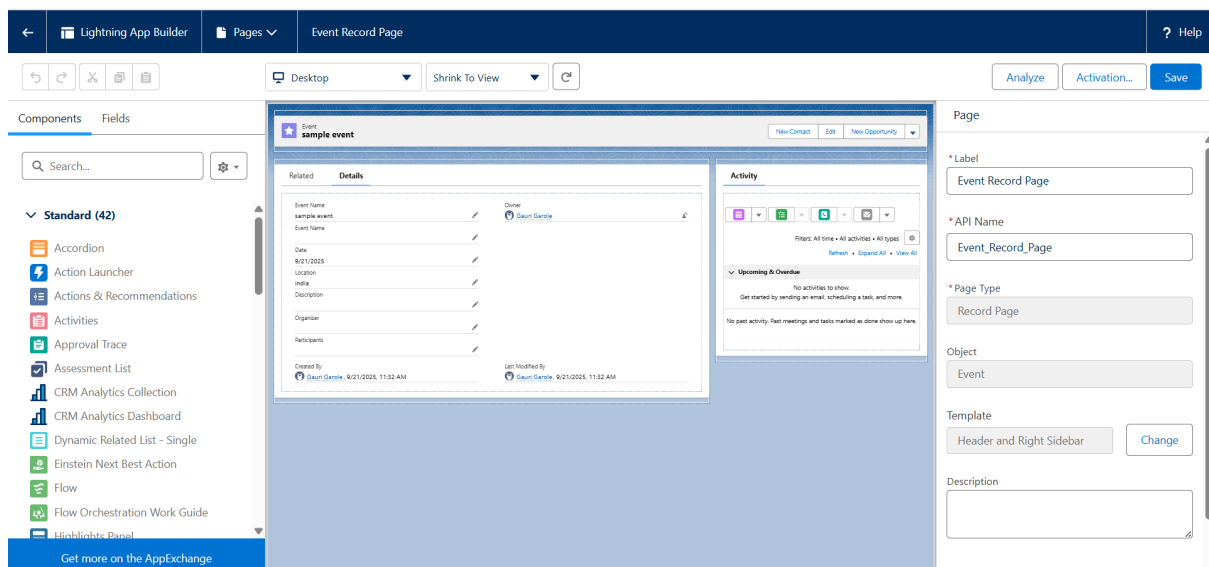 Lightning App Builder Pages Event Record Page ? Help
Desktop Shrink To View Analyze Activation... Save
Components Fields
Search...
Standard (42)
Accordion
Action Launcher
Actions & Recommendations
Activities
Approval Trace
Assessment List
CRM Analytics Collection
CRM Analytics Dashboard
Dynamic Related List - Single
Einstein Next Best Action
Flow
Flow Orchestration Work Guide
Highlights Panel
Get more on the AppExchange
Event
sample event
New Contact Edit New Opportunity
Related Details
Event Name
sample event
Owner
Gauri Garole
Event Name
Date
9/21/2025
Location
India
Description
Organizer
Participants
Created By
Gauri Garole, 9/21/2025, 11:32 AM
Last Modified By
Gauri Garole, 9/21/2025, 11:32 AM
Activity
Filters: All time • All activities • All types
Refresh • Expand All • View All
Upcoming & Overdue
No activities to show.
Get started by sending an email, scheduling a task, and more.
No past activity. Past meetings and tasks marked as done show up here.
Page
* Label
Event Record Page
* API Name
Event_Record_Page
* Page Type
Record Page
Object
Event
Template
Header and Right Sidebar Change
Description